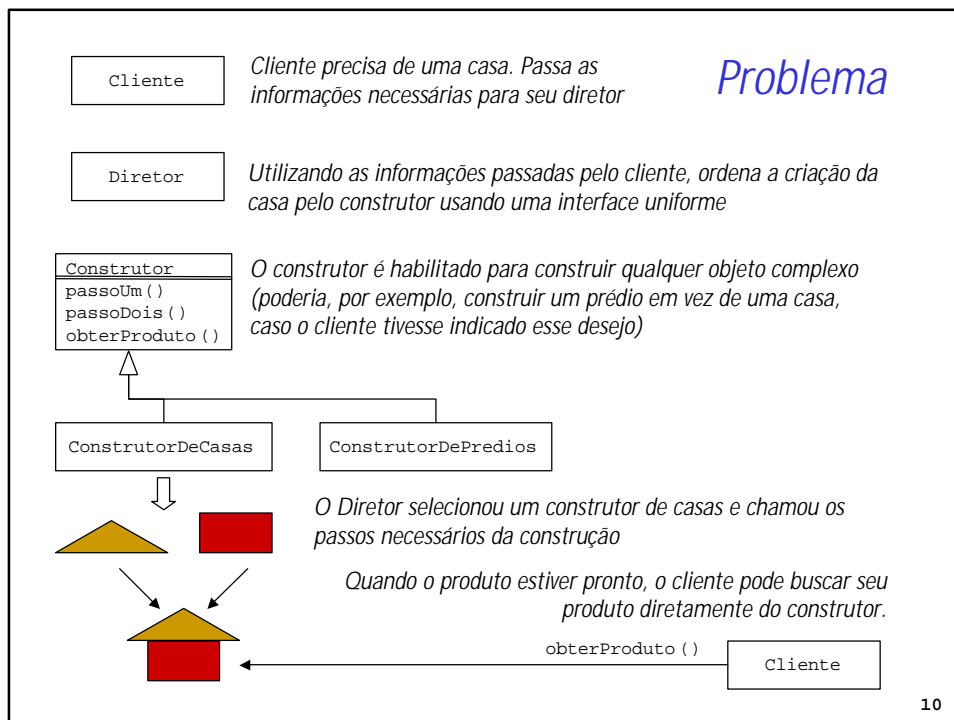 Problema
Cliente
Cliente precisa de uma casa. Passa as
informações necessárias para seu diretor
Diretor
Utilizando as informações passadas pelo cliente, ordena a criação da
casa pelo construtor usando uma interface uniforme
Construtor
passoUm()
passoDois()
obterProduto()
O construtor é habilitado para construir qualquer objeto complexo
(poderia, por exemplo, construir um prédio em vez de uma casa,
caso o cliente tivesse indicado esse desejo)
ConstrutorDeCasas
ConstrutorDePredios
O Diretor selecionou um construtor de casas e chamou os
passos necessários da construção
Quando o produto estiver pronto, o cliente pode buscar seu
produto diretamente do construtor.
obterProduto()
Cliente
10